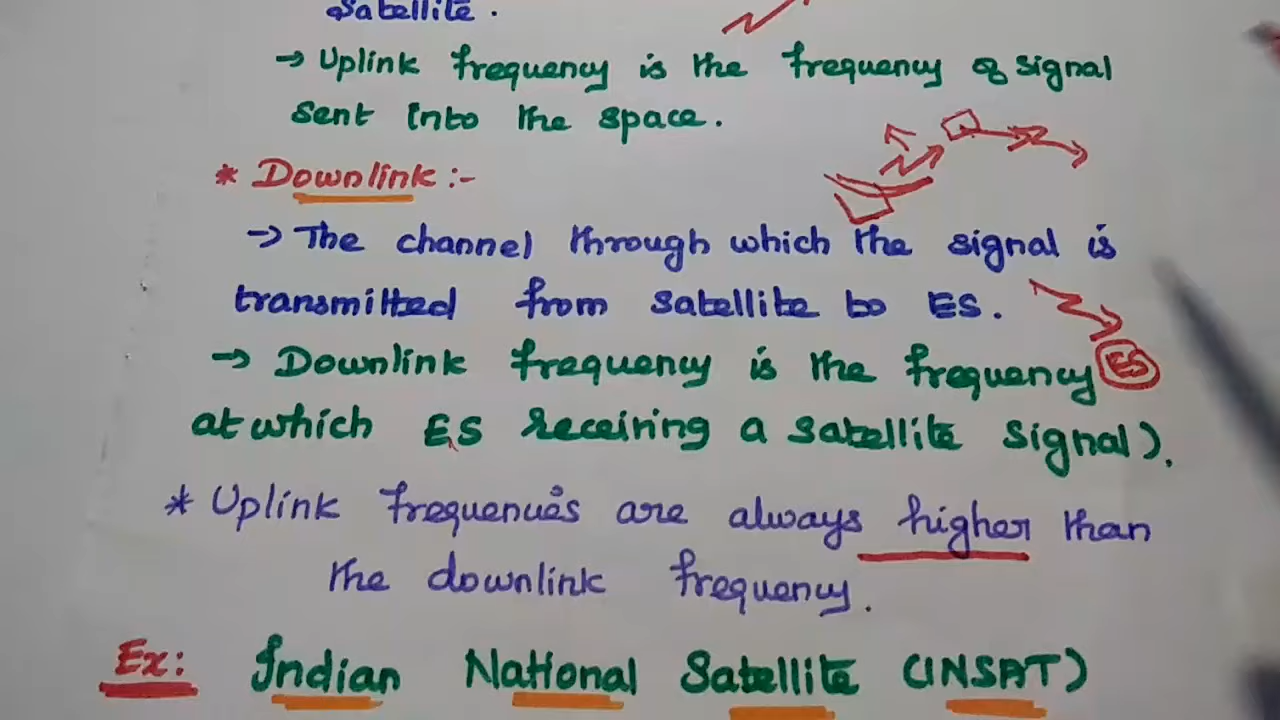 Satellite.
→ Uplink frequency is the frequency of signal
sent into the space.
* Downlink :-
→ The channel through which the signal is
transmitted from satellite to ES.
→ Downlink frequency is the frequency ES
at which ES receiring a satellite signal).
* Uplink frequencies are always higher than
the downlink frequency.
Ex: Indian National Satellite (INSAT)